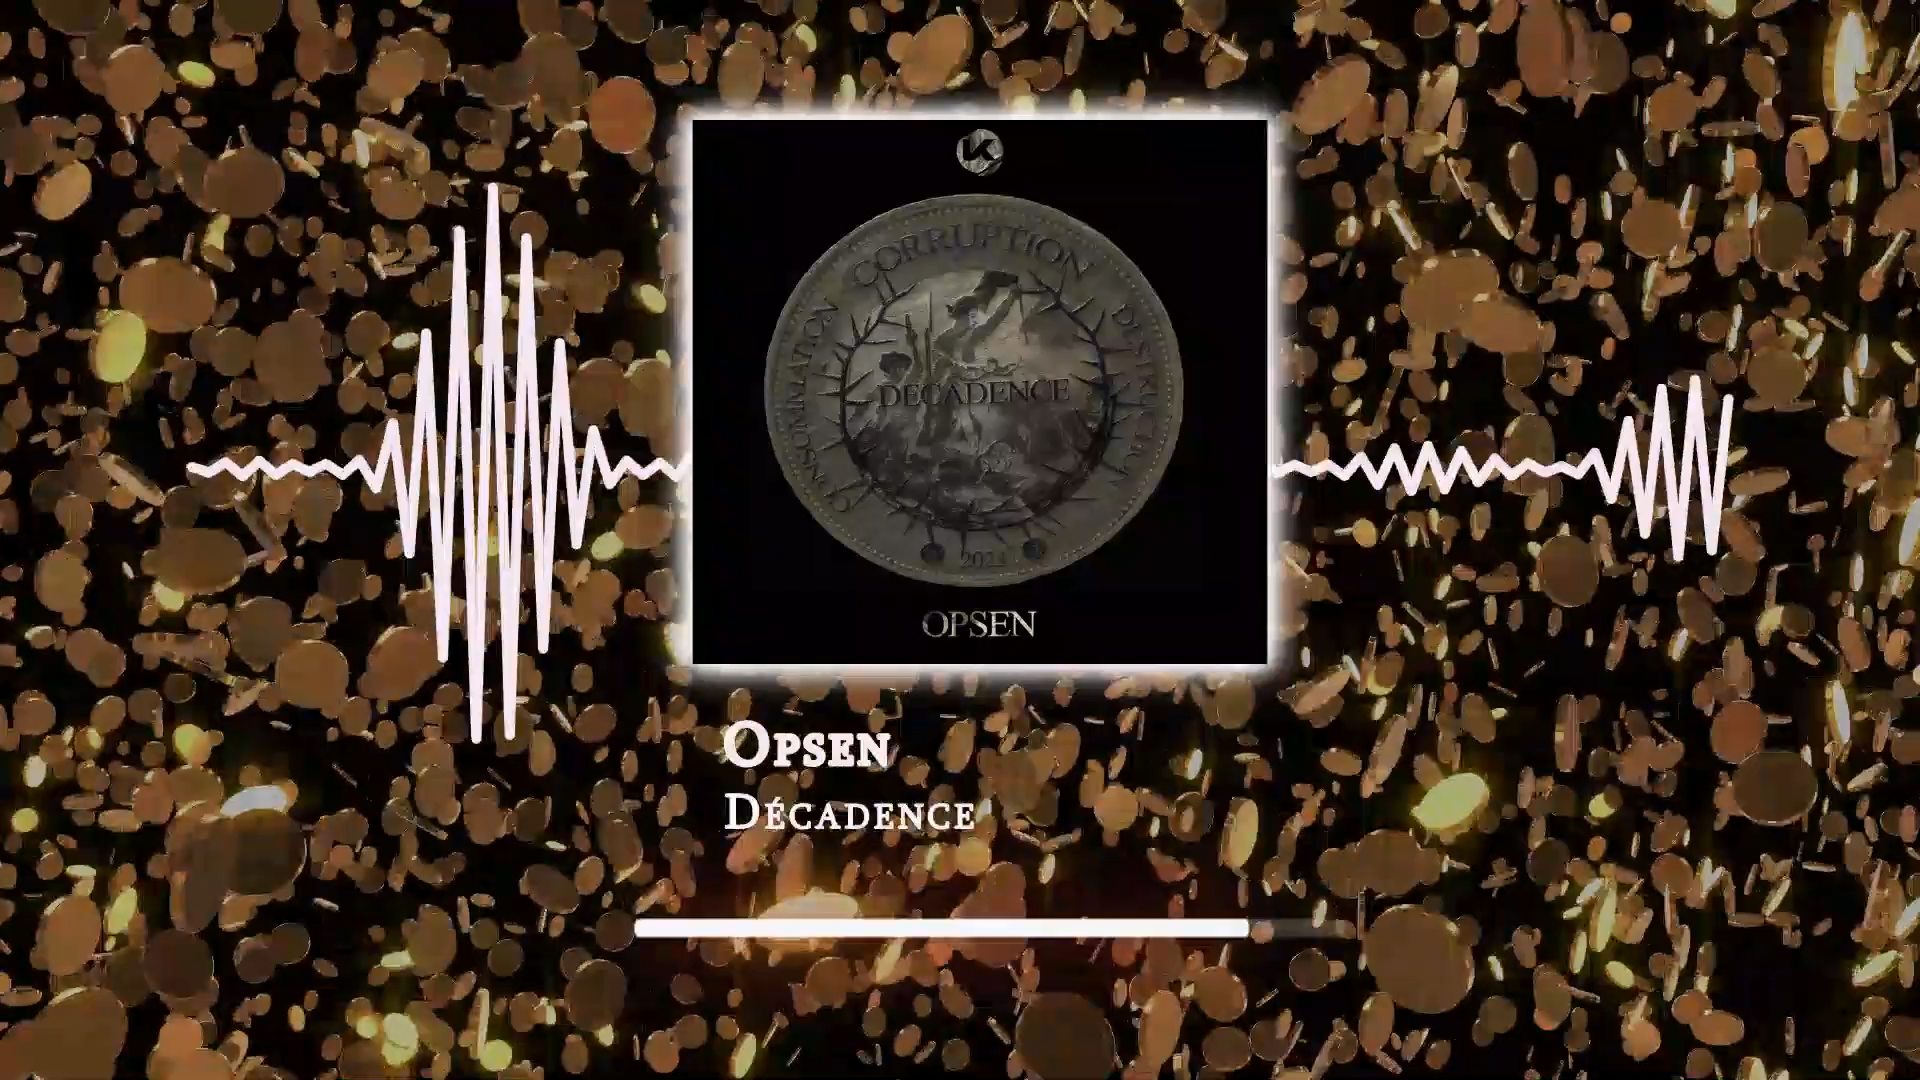 CORRUPTION
CONSOMMATION
DESTRUCTION
DÉCADENCE
OPSEN
Opsen
Décadence